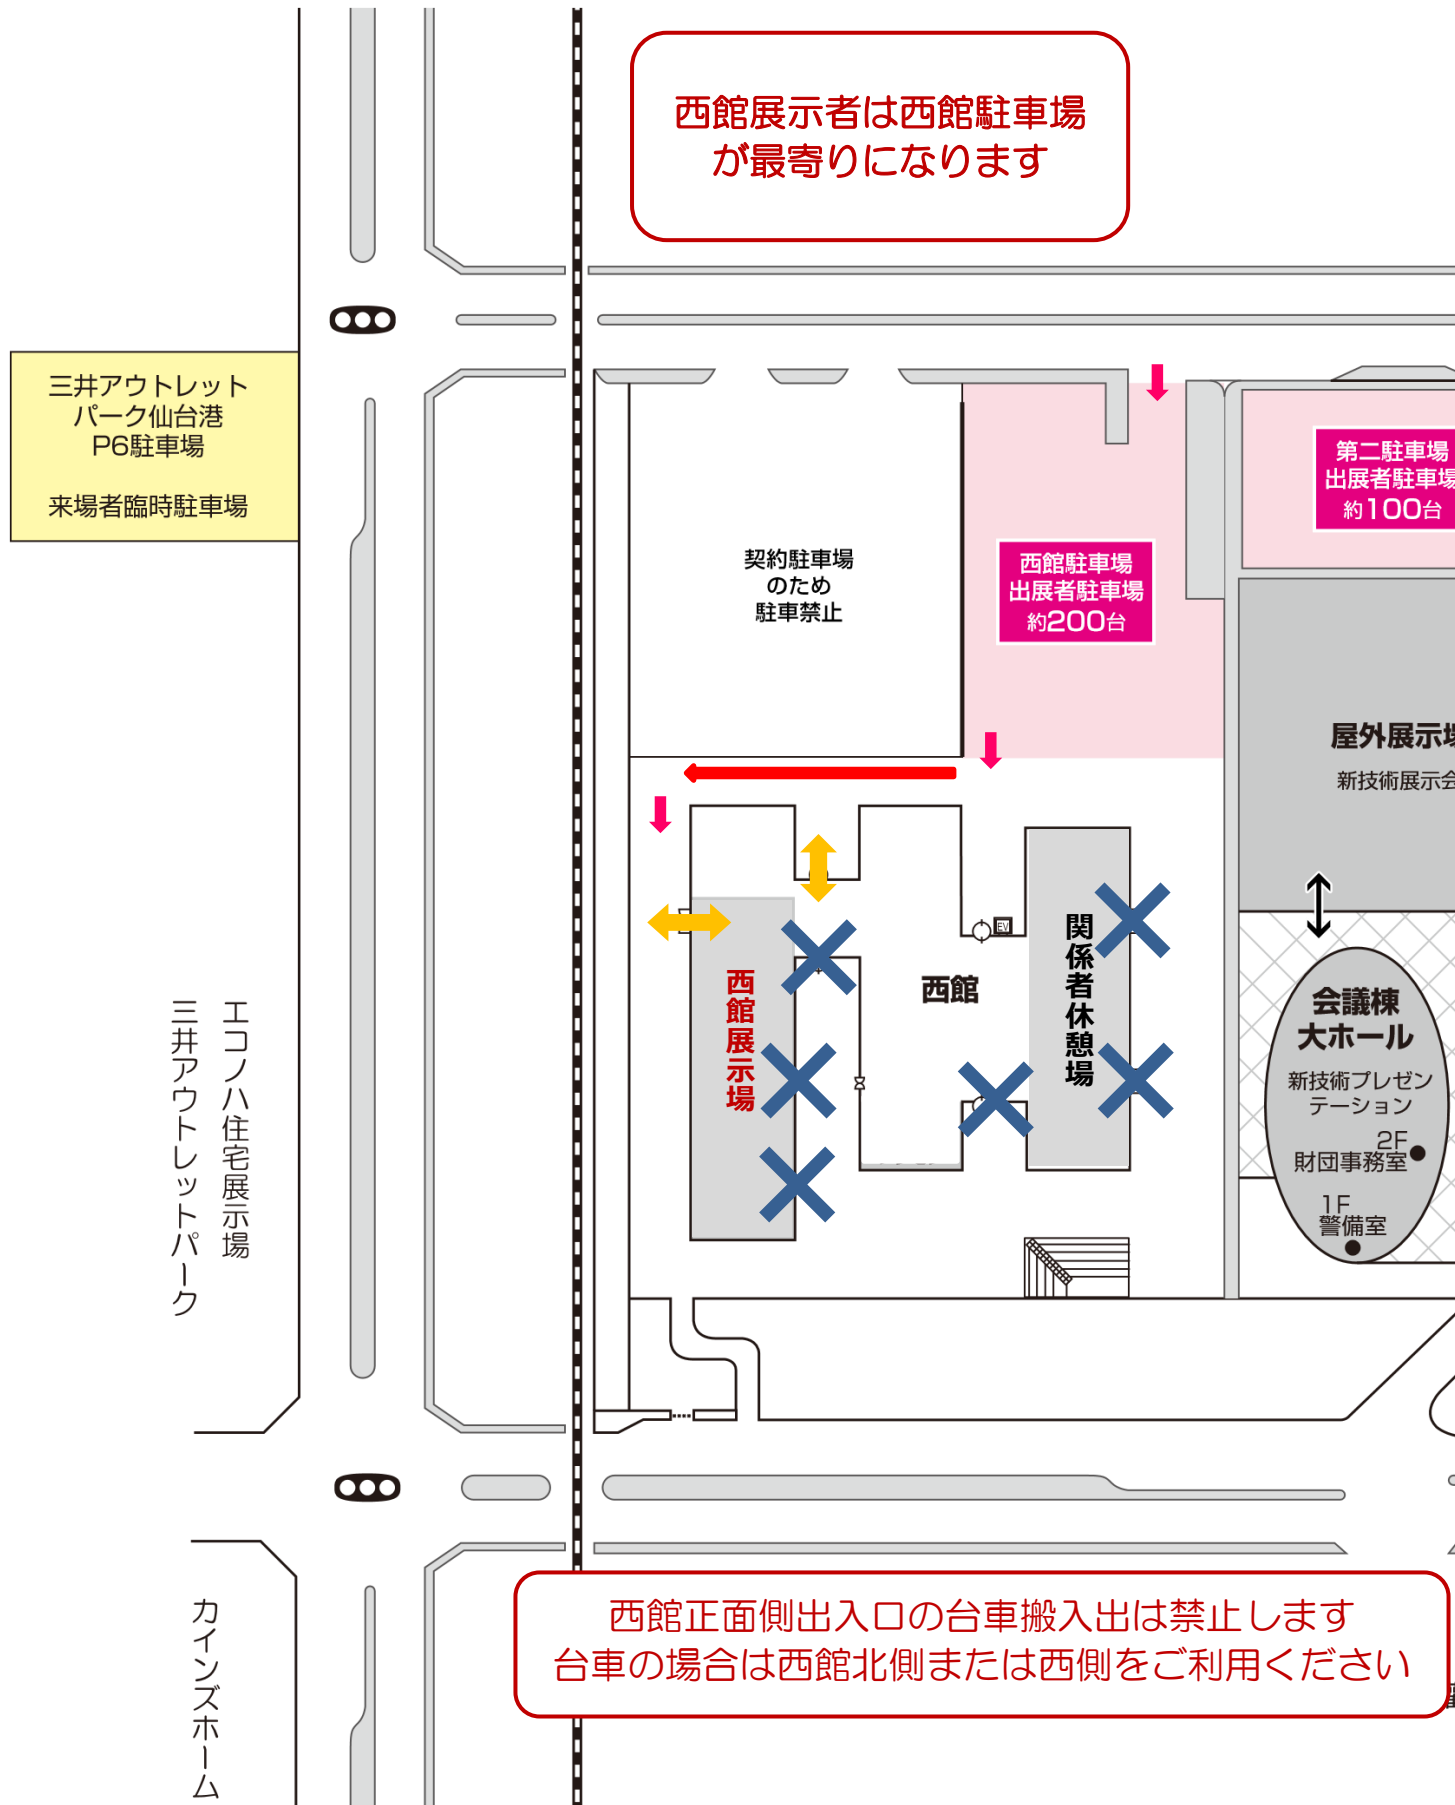 西館展示者は西館駐車場
が最寄りになります
三井アウトレット
パーク仙台港
P6駐車場
来場者臨時駐車場
契約駐車場
のため
駐車禁止
西館駐車場
出展者駐車場
約200台
第二駐車場
出展者駐車場
約100台
屋外展示場
新技術展示会
EV
西館展示場
西館
関係者休憩場
会議棟
大ホール
新技術プレゼン
テーション
2F
財団事務室
1F
警備室
エコノハ住宅展示場
三井アウトレットパーク
カインズホーム
西館正面側出入口の台車搬入出は禁止します
台車の場合は西館北側または西側をご利用ください